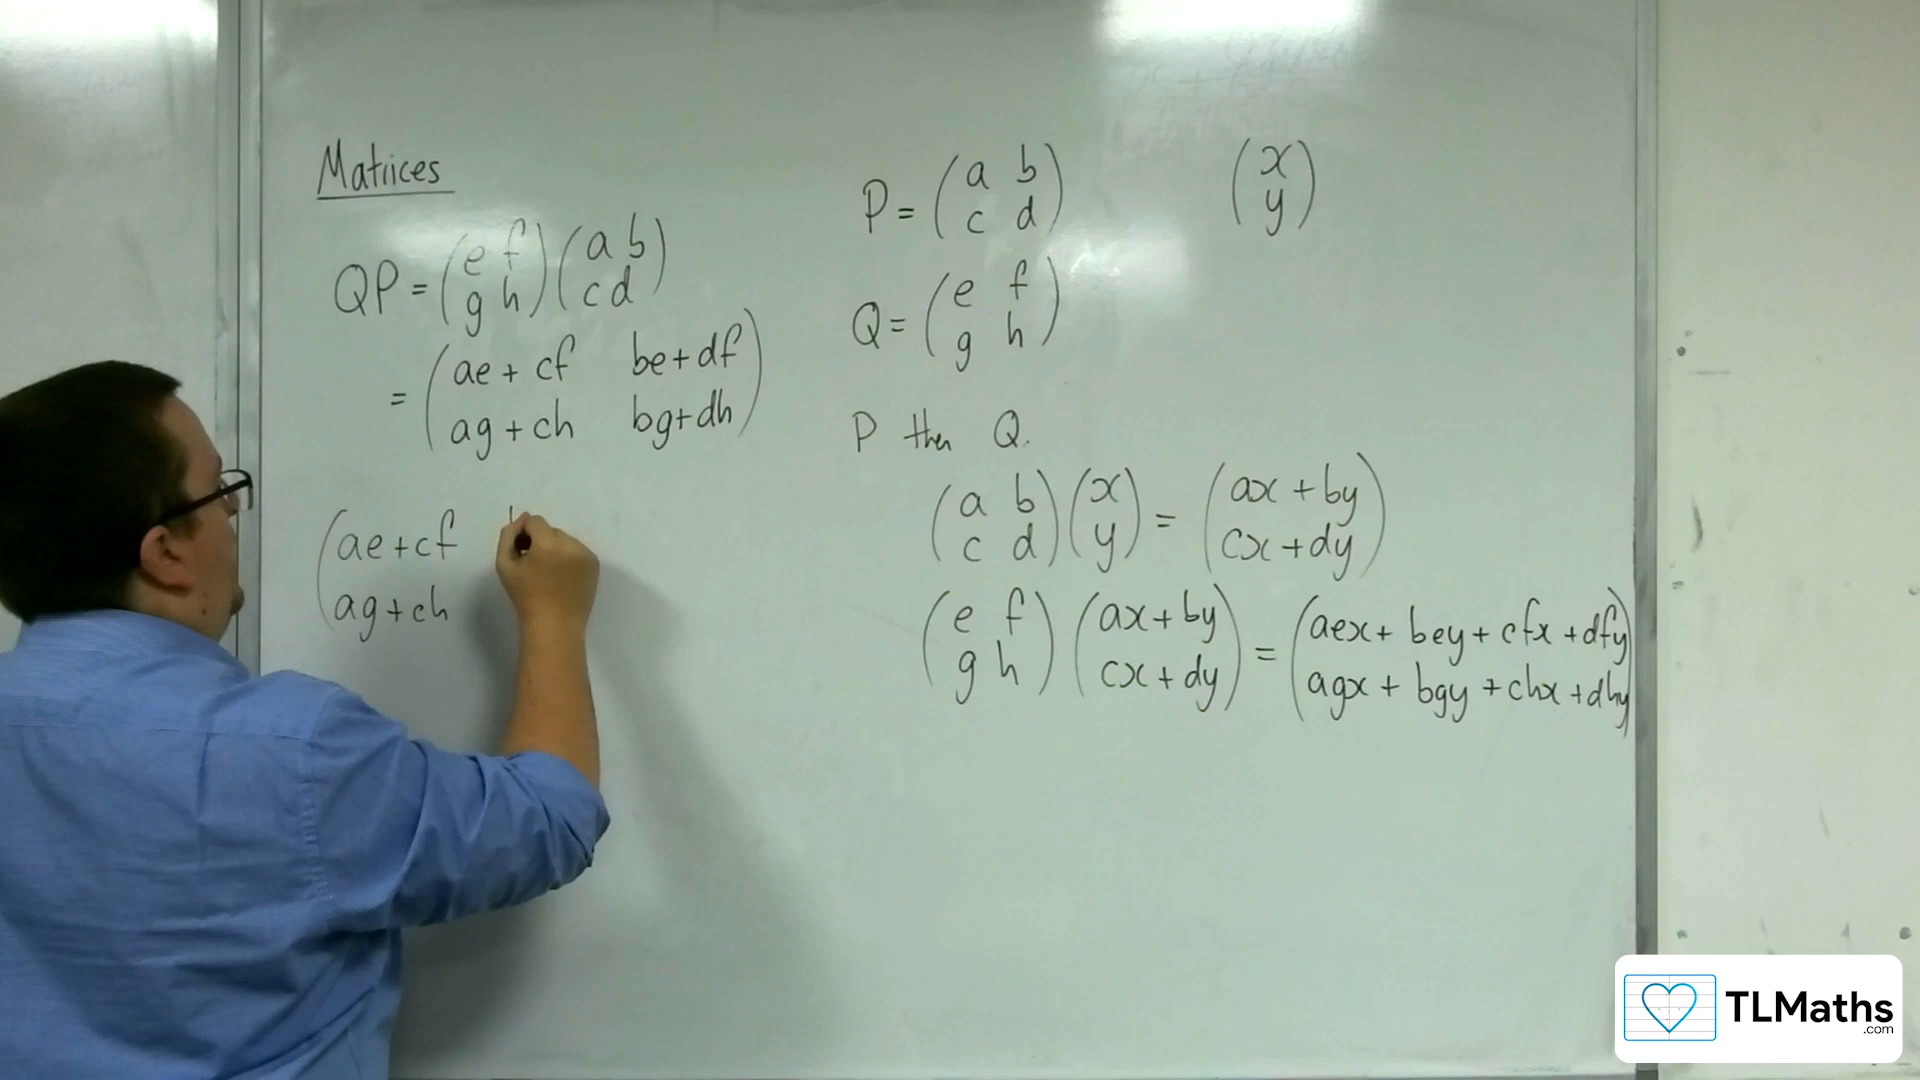 Matrices
QP = (e f
g h)(a b
c d)
= (ae + cf be + df
ag + ch bg + dh)
(ae + cf
ag + ch
P = (a b
c d)
(x
y)
Q = (e f
g h)
P then Q.
(a b
c d)(x
y) = (ax + by
cx + dy)
(e f
g h)(ax + by
cx + dy) = (aex + bey + cfx + dfy
agx + bgy + chx + dhy)
TLMaths
.com